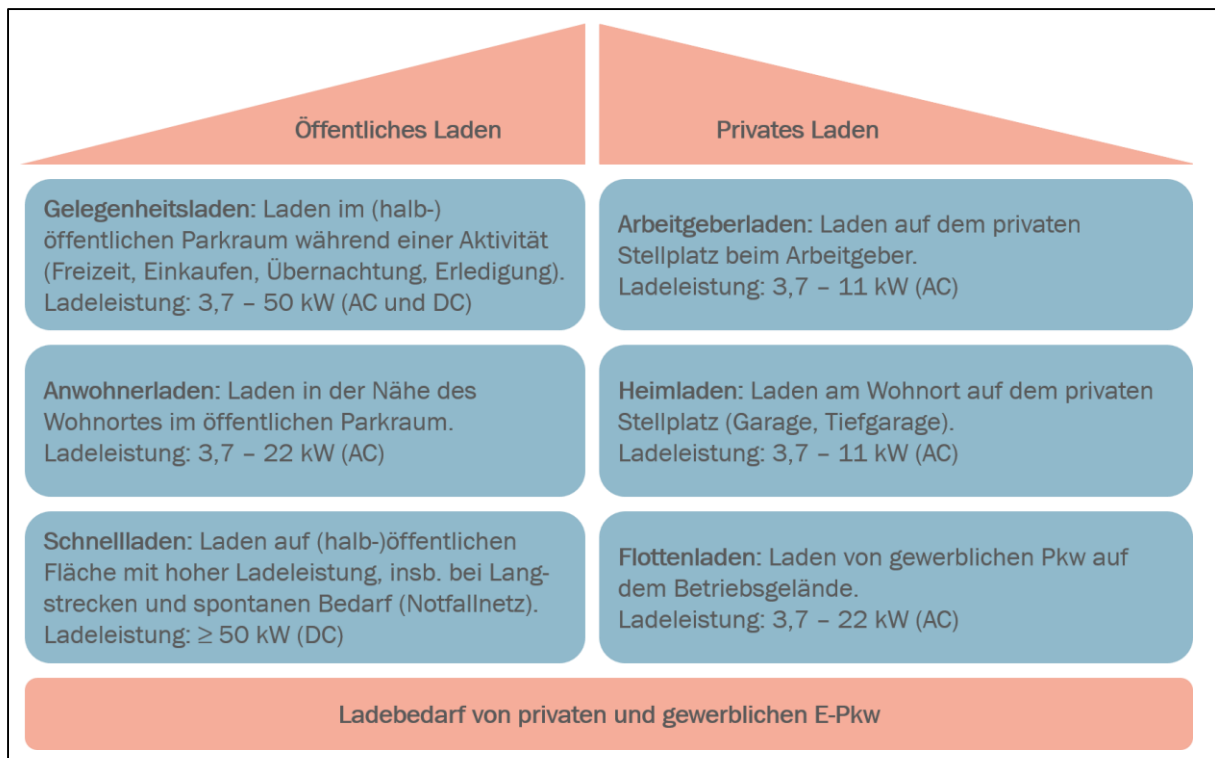 Öffentliches Laden
Privates Laden
Gelegenheitsladen: Laden im (halb-)
öffentlichen Parkraum während einer Aktivität
(Freizeit, Einkaufen, Übernachtung, Erledigung).
Ladeleistung: 3,7 – 50 kW (AC und DC)
Anwohnerladen: Laden in der Nähe des
Wohnortes im öffentlichen Parkraum.
Ladeleistung: 3,7 – 22 kW (AC)
Schnellladen: Laden auf (halb-)öffentlichen
Fläche mit hoher Ladeleistung, insb. bei Lang-
strecken und spontanen Bedarf (Notfallnetz).
Ladeleistung: ≥ 50 kW (DC)
Arbeitgeberladen: Laden auf dem privaten
Stellplatz beim Arbeitgeber.
Ladeleistung: 3,7 – 11 kW (AC)
Heimladen: Laden am Wohnort auf dem privaten
Stellplatz (Garage, Tiefgarage).
Ladeleistung: 3,7 – 11 kW (AC)
Flottenladen: Laden von gewerblichen Pkw auf
dem Betriebsgelände.
Ladeleistung: 3,7 – 22 kW (AC)
Ladebedarf von privaten und gewerblichen E-Pkw